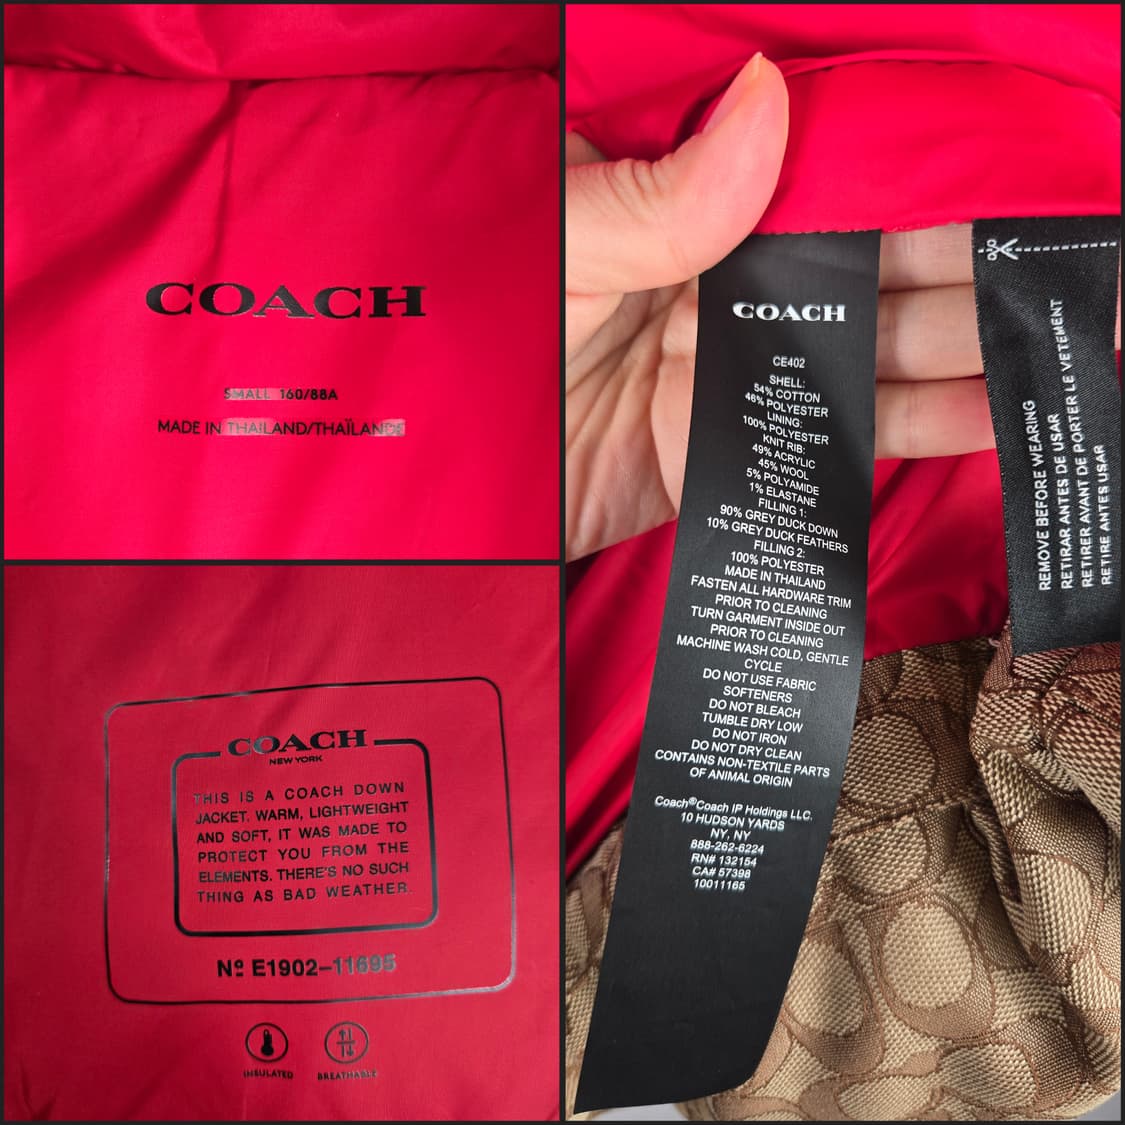 COACH
SMALL 160/88A
MADE IN THAILAND/THAÏLANDE
COACH
NEW YORK
THIS IS A COACH DOWN
JACKET. WARM, LIGHTWEIGHT
AND SOFT, IT WAS MADE TO
PROTECT YOU FROM THE
ELEMENTS. THERE'S NO SUCH
THING AS BAD WEATHER.
Nº E1902-11695
INSULATED
BREATHABLE
COACH
CE402
SHELL:
54% COTTON
46% POLYESTER
LINING:
100% POLYESTER
KNIT RIB:
49% ACRYLIC
45% WOOL
5% POLYAMIDE
1% ELASTANE
FILLING 1:
90% GREY DUCK DOWN
10% GREY DUCK FEATHERS
FILLING 2:
100% POLYESTER
MADE IN THAILAND
FASTEN ALL HARDWARE TRIM
PRIOR TO CLEANING
TURN GARMENT INSIDE OUT
PRIOR TO CLEANING
MACHINE WASH COLD, GENTLE
CYCLE
DO NOT USE FABRIC
SOFTENERS
DO NOT BLEACH
TUMBLE DRY LOW
DO NOT IRON
DO NOT DRY CLEAN
CONTAINS NON-TEXTILE PARTS
OF ANIMAL ORIGIN
Coach®Coach IP Holdings LLC.
10 HUDSON YARDS
NY, NY
888-262-6224
RN# 132154
CA# 57398
10011165
REMOVE BEFORE WEARING
RETIRAR ANTES DE USAR
RETIRER AVANT DE PORTER LE VETEMENT
RETIRE ANTES USAR